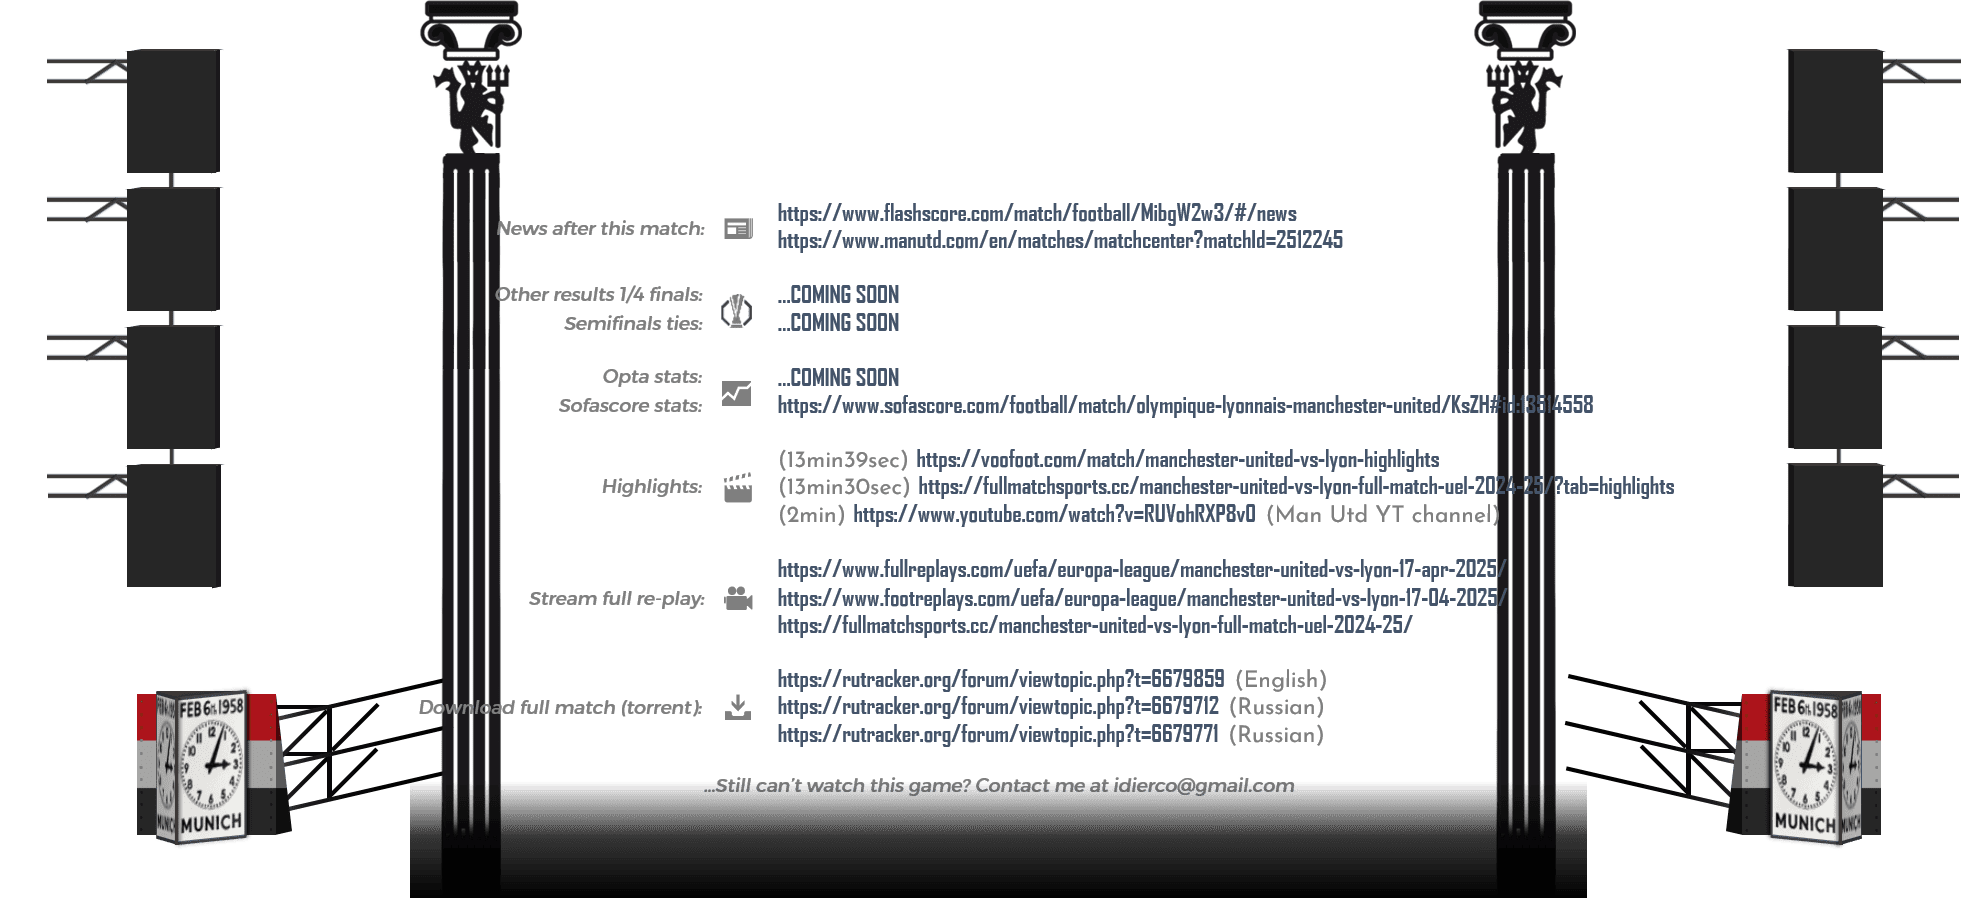 News after this match:
https://www.flashscore.com/match/football/MibgW2w3/#/news
https://www.manutd.com/en/matches/matchcenter?matchId=2512245
Other results 1/4 finals: ...COMING SOON
Semifinals ties: ...COMING SOON
Opta stats: ...COMING SOON
Sofascore stats: https://www.sofascore.com/football/match/olympique-lyonnais-manchester-united/KsZH#id:13514558
Highlights:
(13min39sec) https://voofoot.com/match/manchester-united-vs-lyon-highlights
(13min30sec) https://fullmatchsports.cc/manchester-united-vs-lyon-full-match-uel-2024-25/?tab=highlights
(2min) https://www.youtube.com/watch?v=RUVohRXP8v0 (Man Utd YT channel)
Stream full re-play:
https://www.fullreplays.com/uefa/europa-league/manchester-united-vs-lyon-17-apr-2025/
https://www.footreplays.com/uefa/europa-league/manchester-united-vs-lyon-17-04-2025/
https://fullmatchsports.cc/manchester-united-vs-lyon-full-match-uel-2024-25/
Download full match (torrent):
https://rutracker.org/forum/viewtopic.php?t=6679859 (English)
https://rutracker.org/forum/viewtopic.php?t=6679712 (Russian)
https://rutracker.org/forum/viewtopic.php?t=6679771 (Russian)
...Still can't watch this game? Contact me at idierco@gmail.com
FEB 6th 1958
MUNICH
FEB 6th 1958
MUNICH